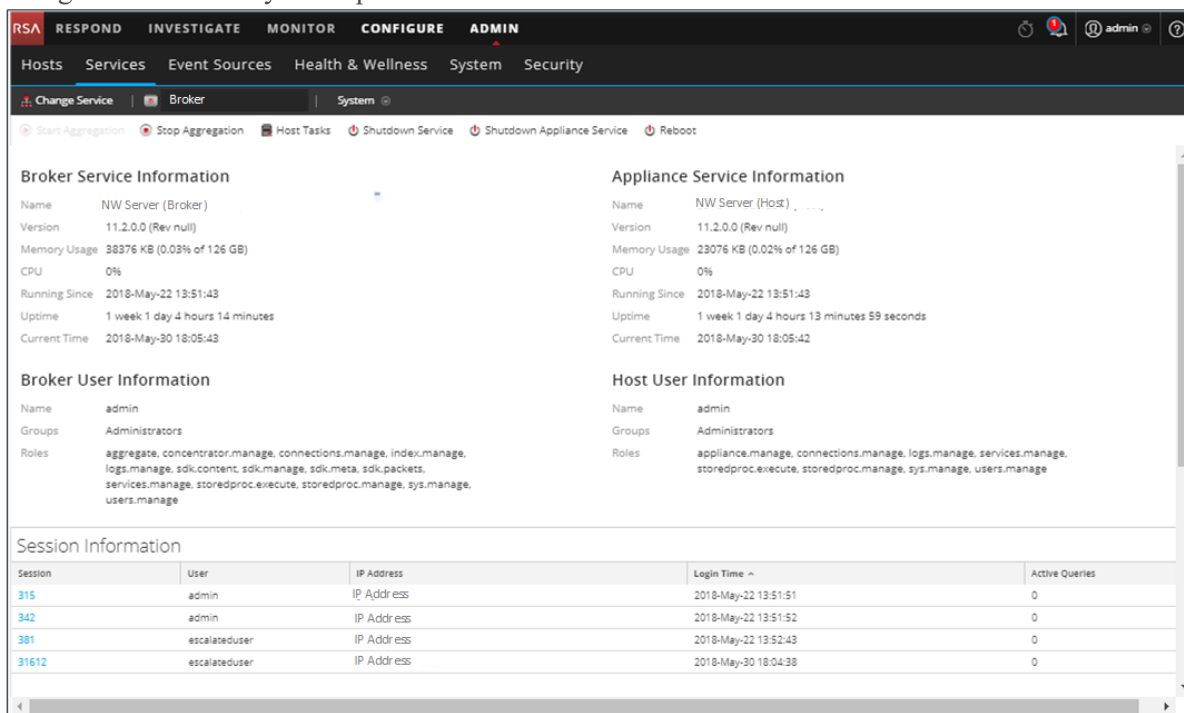 RSA RESPOND INVESTIGATE MONITOR CONFIGURE ADMIN 1 admin ?
Hosts Services Event Sources Health & Wellness System Security
Change Service | Broker | System
Start Aggregation Stop Aggregation Host Tasks Shutdown Service Shutdown Appliance Service Reboot
Broker Service Information
Name NW Server (Broker)
Version 11.2.0.0 (Rev null)
Memory Usage 38376 KB (0.03% of 126 GB)
CPU 0%
Running Since 2018-May-22 13:51:43
Uptime 1 week 1 day 4 hours 14 minutes
Current Time 2018-May-30 18:05:43
Appliance Service Information
Name NW Server (Host)
Version 11.2.0.0 (Rev null)
Memory Usage 23076 KB (0.02% of 126 GB)
CPU 0%
Running Since 2018-May-22 13:51:43
Uptime 1 week 1 day 4 hours 13 minutes 59 seconds
Current Time 2018-May-30 18:05:42
Broker User Information
Name admin
Groups Administrators
Roles aggregate, concentrator.manage, connections.manage, index.manage,
logs.manage, sdk.content, sdk.manage, sdk.meta, sdk.packets,
services.manage, storedproc.execute, storedproc.manage, sys.manage,
users.manage
Host User Information
Name admin
Groups Administrators
Roles appliance.manage, connections.manage, logs.manage, services.manage,
storedproc.execute, storedproc.manage, sys.manage, users.manage
Session Information
Session User IP Address Login Time Active Queries
315 admin IP Address 2018-May-22 13:51:51 0
342 admin IP Address 2018-May-22 13:51:52 0
381 escalateduser IP Address 2018-May-22 13:52:43 0
31612 escalateduser IP Address 2018-May-30 18:04:38 0